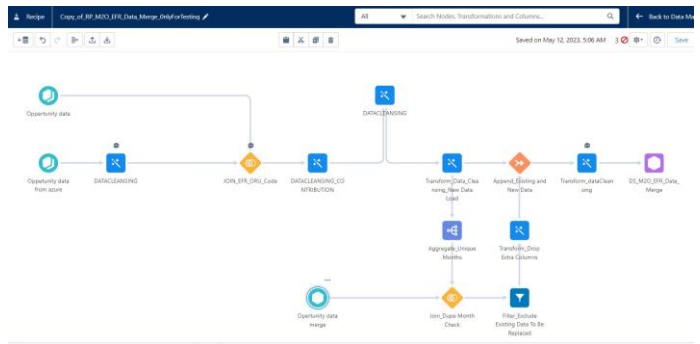 Recipe
Copy_of_RP_M2O_EFR_Data_Merge_OnlyForTesting
All
Search Nodes, Transformations and Columns...
Back to Data Ma
Saved on May 12, 2023, 5:06 AM
3
Save
Oppertunity data
DATACLEANSING
Oppertunity data
from azure
DATACLEANSING
JOIN_EFR_ORU_Code
DATACLEANSING_CO
NTRIBUTION
Transform_Data_Clea
nsing_New Data
Load
Append_Existing and
New Data
Transform_dataClean
sing
DS_M2O_EFR_Data_
Merge
Aggregate_Unique
Months
Transform_Drop
Extra Columns
Opertunity data
merge
Join_Dupe Month
Check
Filter_Exclude
Existing Data To Be
Replaced